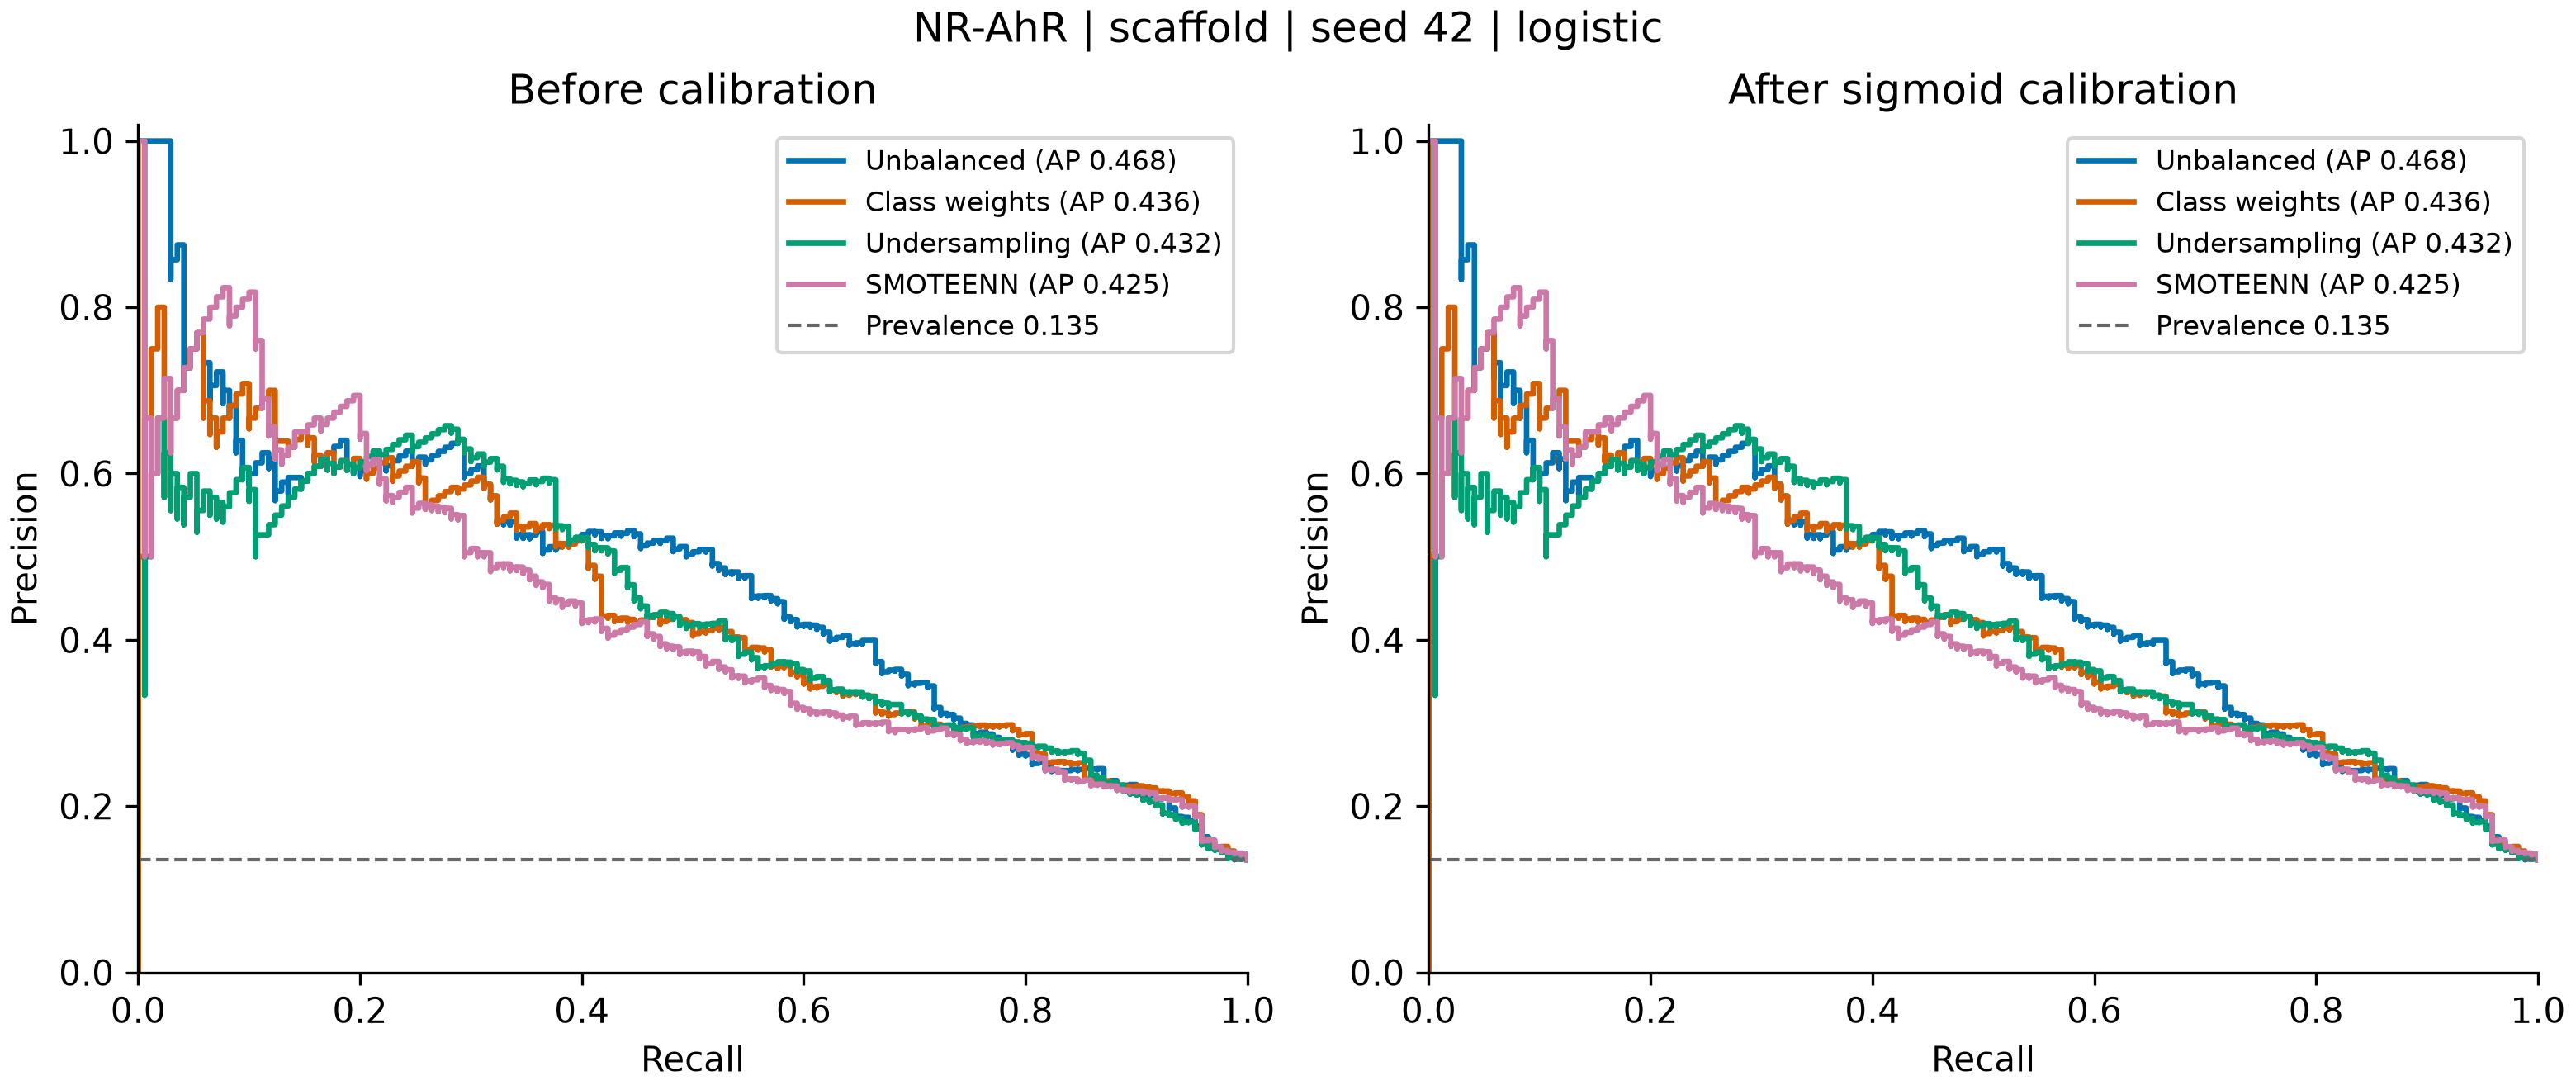 NR-AhR | scaffold | seed 42 | logistic
Before calibration
1.0
0.8
0.6
0.4
0.2
0.0
Precision
0.0 0.2 0.4 0.6 0.8 1.0
Recall
Unbalanced (AP 0.468)
Class weights (AP 0.436)
Undersampling (AP 0.432)
SMOTEENN (AP 0.425)
Prevalence 0.135
After sigmoid calibration
1.0
0.8
0.6
0.4
0.2
0.0
Precision
0.0 0.2 0.4 0.6 0.8 1.0
Recall
Unbalanced (AP 0.468)
Class weights (AP 0.436)
Undersampling (AP 0.432)
SMOTEENN (AP 0.425)
Prevalence 0.135